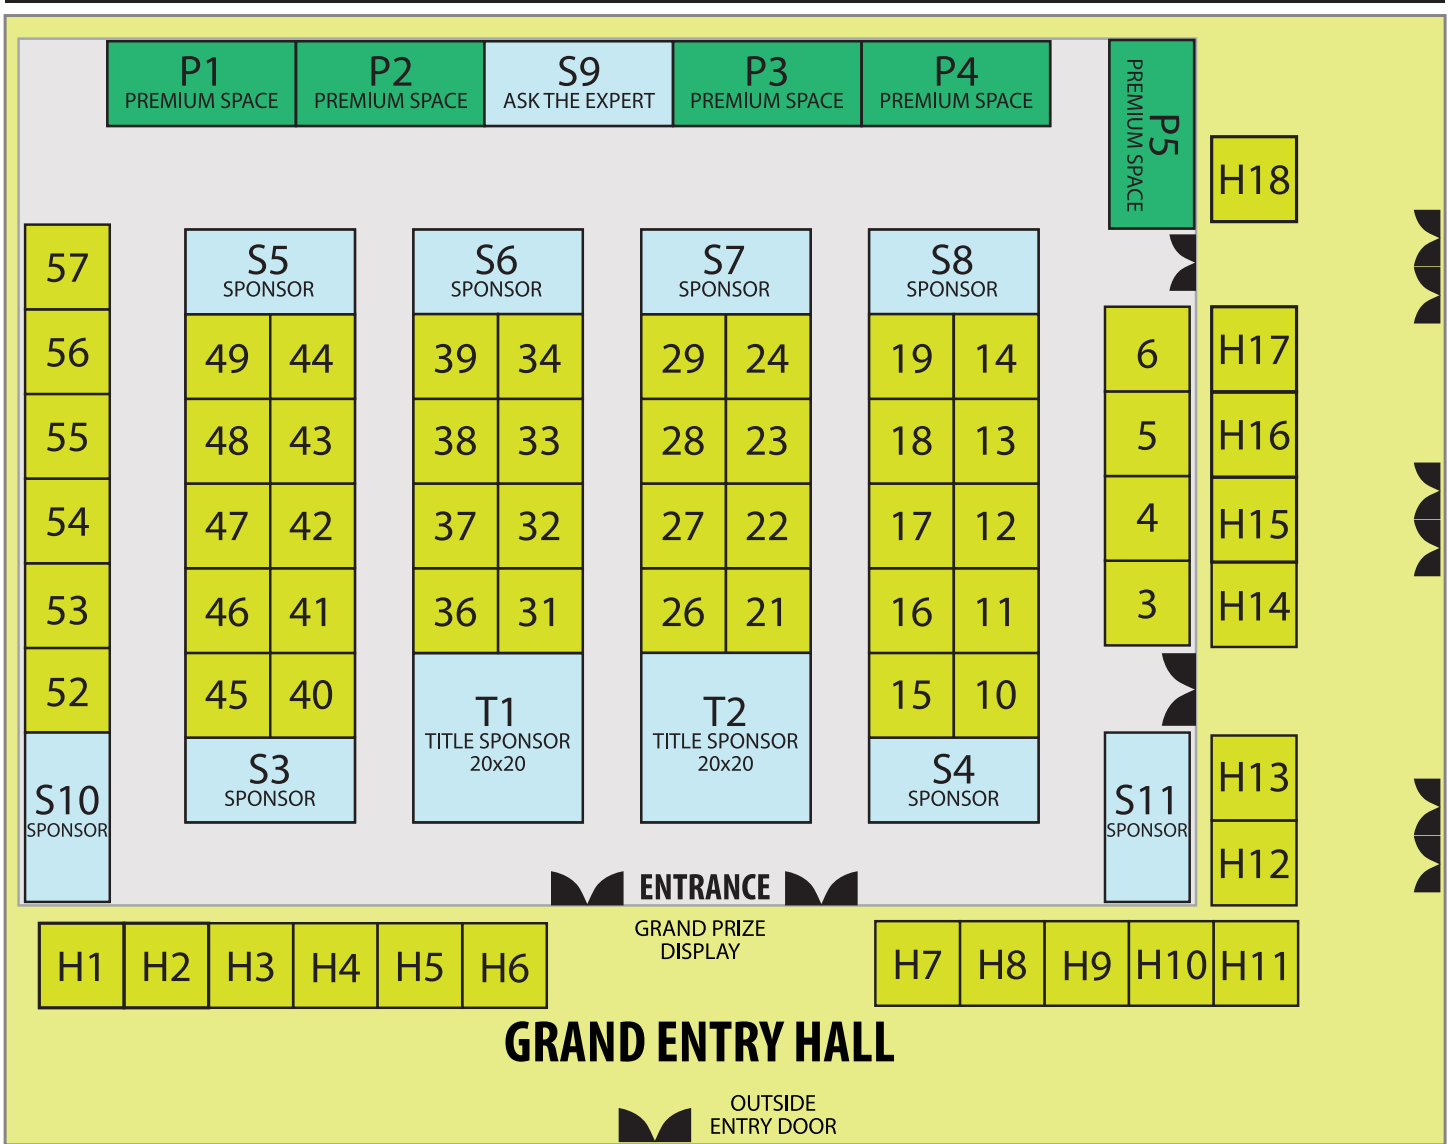 P1
PREMIUM SPACE
P2
PREMIUM SPACE
S9
ASK THE EXPERT
P3
PREMIUM SPACE
P4
PREMIUM SPACE
P5
PREMIUM SPACE
H18
57
56
55
54
53
52
S10
SPONSOR
S5
SPONSOR
49 44
48 43
47 42
46 41
45 40
S3
SPONSOR
S6
SPONSOR
39 34
38 33
37 32
36 31
T1
TITLE SPONSOR
20x20
S7
SPONSOR
29 24
28 23
27 22
26 21
T2
TITLE SPONSOR
20x20
S8
SPONSOR
19 14
18 13
17 12
16 11
15 10
S4
SPONSOR
6
5
4
3
S11
SPONSOR
H17
H16
H15
H14
H13
H12
ENTRANCE
GRAND PRIZE
DISPLAY
H1 H2 H3 H4 H5 H6
H7 H8 H9 H10 H11
GRAND ENTRY HALL
OUTSIDE
ENTRY DOOR